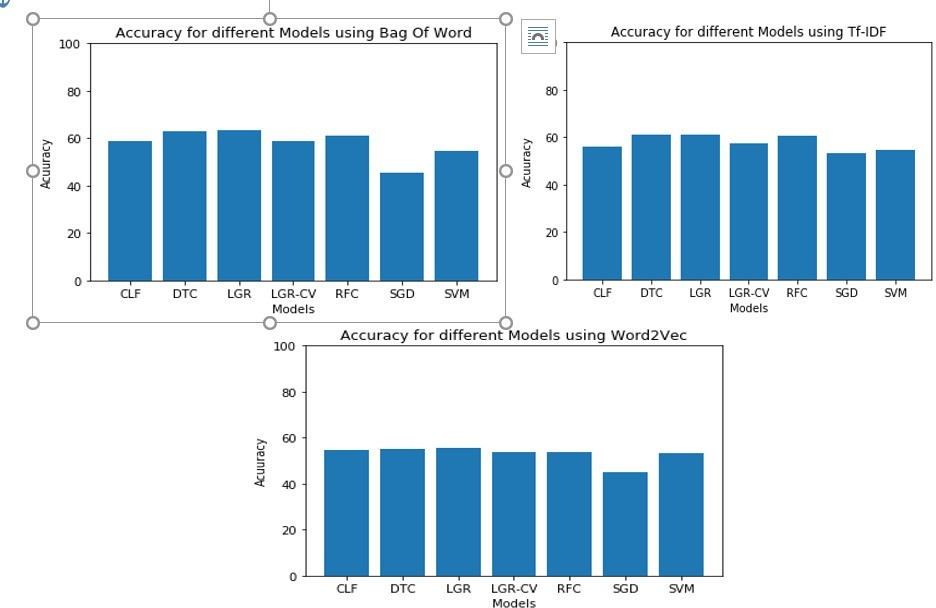 Accuracy for different Models using Bag Of Word
100
80
60
40
20
0
Acuuracy
CLF DTC LGR LGR-CV RFC SGD SVM
Models
Accuracy for different Models using Tf-IDF
80
60
40
20
0
Acuuracy
CLF DTC LGR LGR-CV RFC SGD SVM
Models
Accuracy for different Models using Word2Vec
100
80
60
40
20
0
Acuuracy
CLF DTC LGR LGR-CV RFC SGD SVM
Models